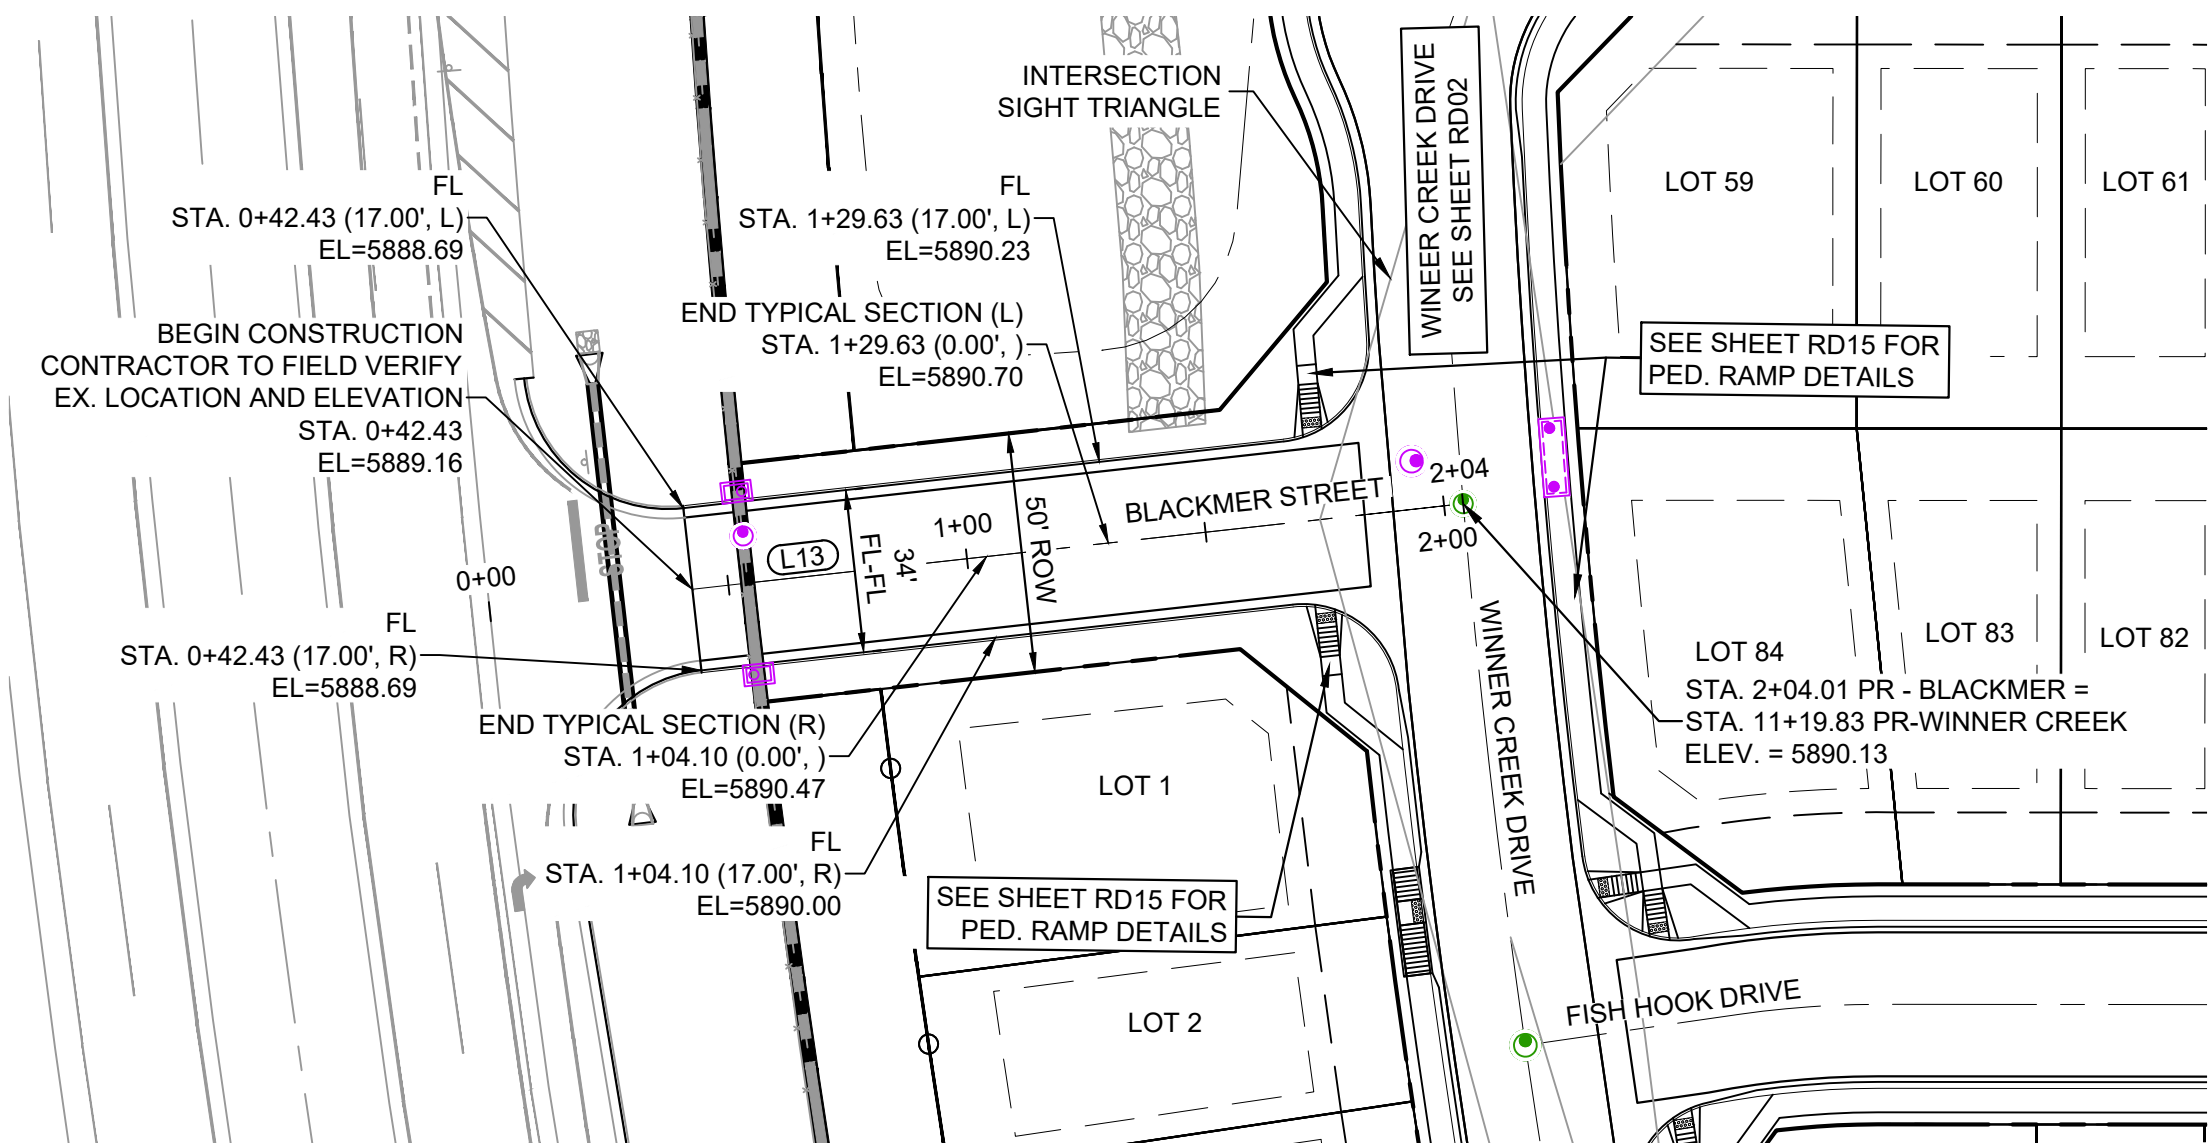 INTERSECTION
SIGHT TRIANGLE
WINEER CREEK DRIVE
SEE SHEET RD02
LOT 59
LOT 60
LOT 61
FL
STA. 0+42.43 (17.00', L)
EL=5888.69
FL
STA. 1+29.63 (17.00', L)
EL=5890.23
END TYPICAL SECTION (L)
STA. 1+29.63 (0.00', )
EL=5890.70
BEGIN CONSTRUCTION
CONTRACTOR TO FIELD VERIFY
EX. LOCATION AND ELEVATION
STA. 0+42.43
EL=5889.16
SEE SHEET RD15 FOR
PED. RAMP DETAILS
0+00
L13
34'
FL-FL
1+00
50' ROW
BLACKMER STREET
2+04
2+00
STOP
FL
STA. 0+42.43 (17.00', R)
EL=5888.69
END TYPICAL SECTION (R)
STA. 1+04.10 (0.00', )
EL=5890.47
FL
STA. 1+04.10 (17.00', R)
EL=5890.00
LOT 1
SEE SHEET RD15 FOR
PED. RAMP DETAILS
LOT 2
WINNER CREEK DRIVE
LOT 84
LOT 83
LOT 82
STA. 2+04.01 PR - BLACKMER =
STA. 11+19.83 PR-WINNER CREEK
ELEV. = 5890.13
FISH HOOK DRIVE